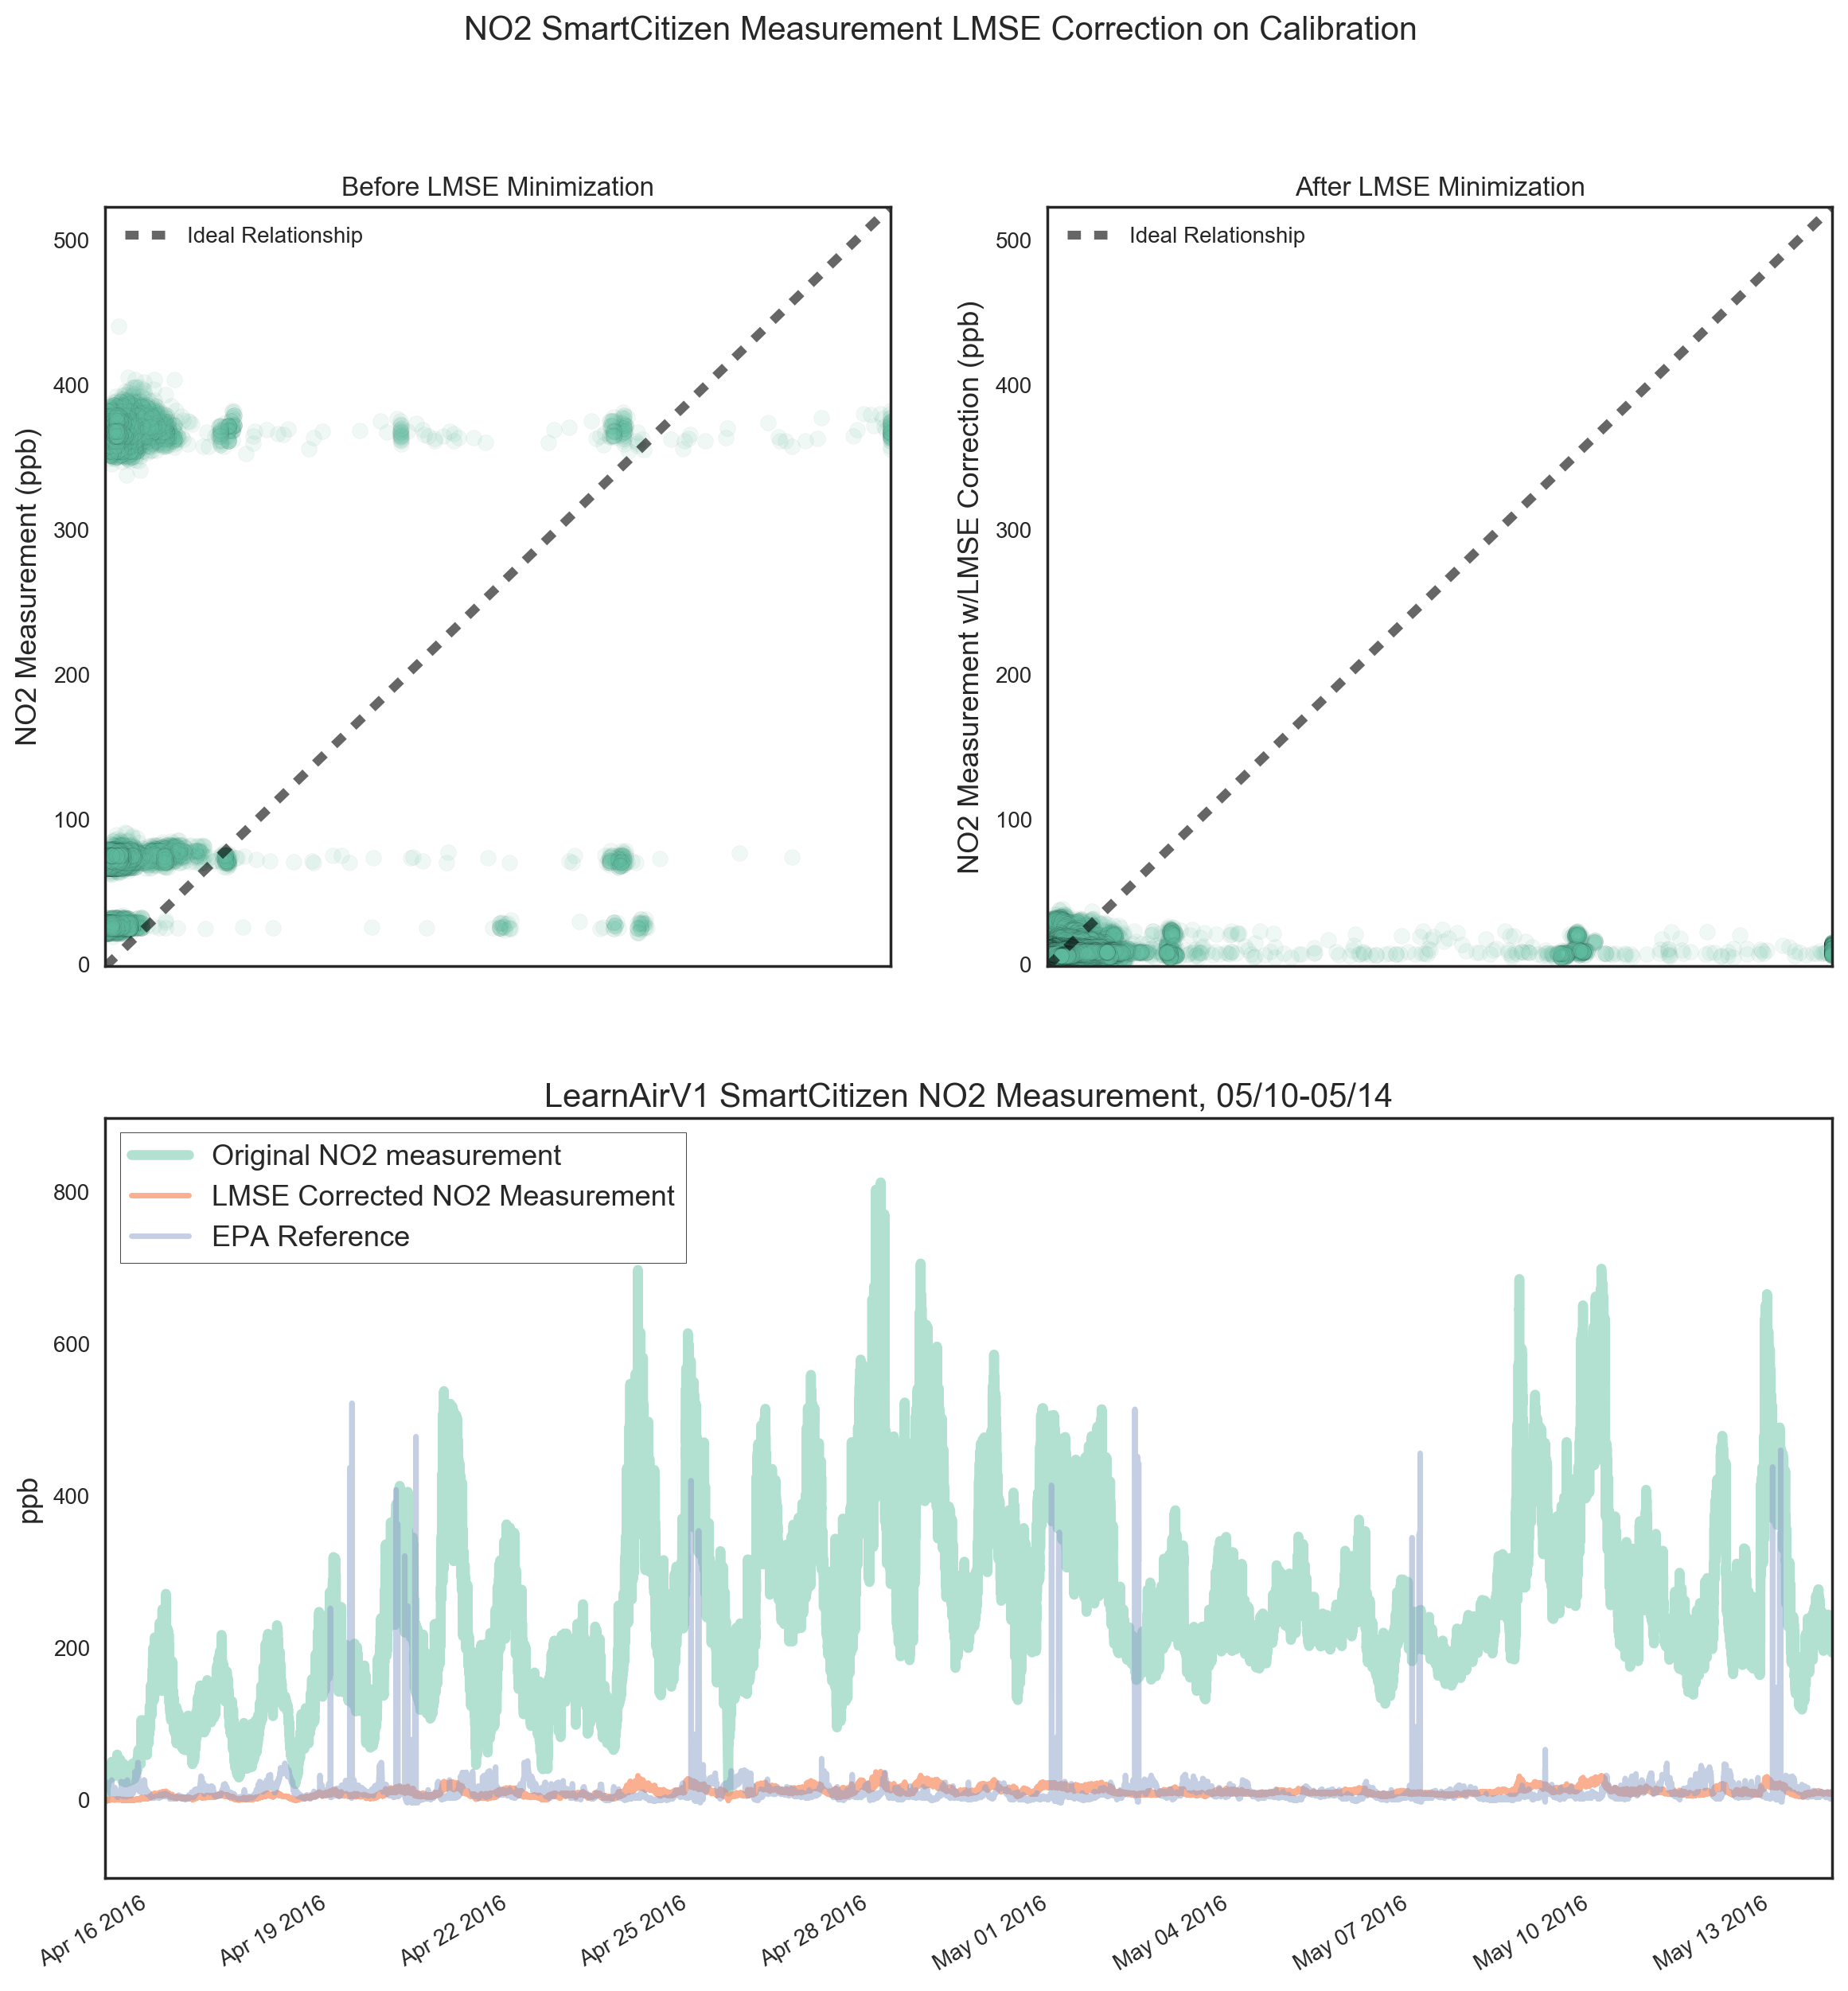 NO2 SmartCitizen Measurement LMSE Correction on Calibration
Before LMSE Minimization
Ideal Relationship
500
400
300
200
100
0
NO2 Measurement (ppb)
After LMSE Minimization
Ideal Relationship
500
400
300
200
100
0
NO2 Measurement w/LMSE Correction (ppb)
LearnAirV1 SmartCitizen NO2 Measurement, 05/10-05/14
Original NO2 measurement
LMSE Corrected NO2 Measurement
EPA Reference
800
600
400
200
0
ppb
Apr 16 2016
Apr 19 2016
Apr 22 2016
Apr 25 2016
Apr 28 2016
May 01 2016
May 04 2016
May 07 2016
May 10 2016
May 13 2016